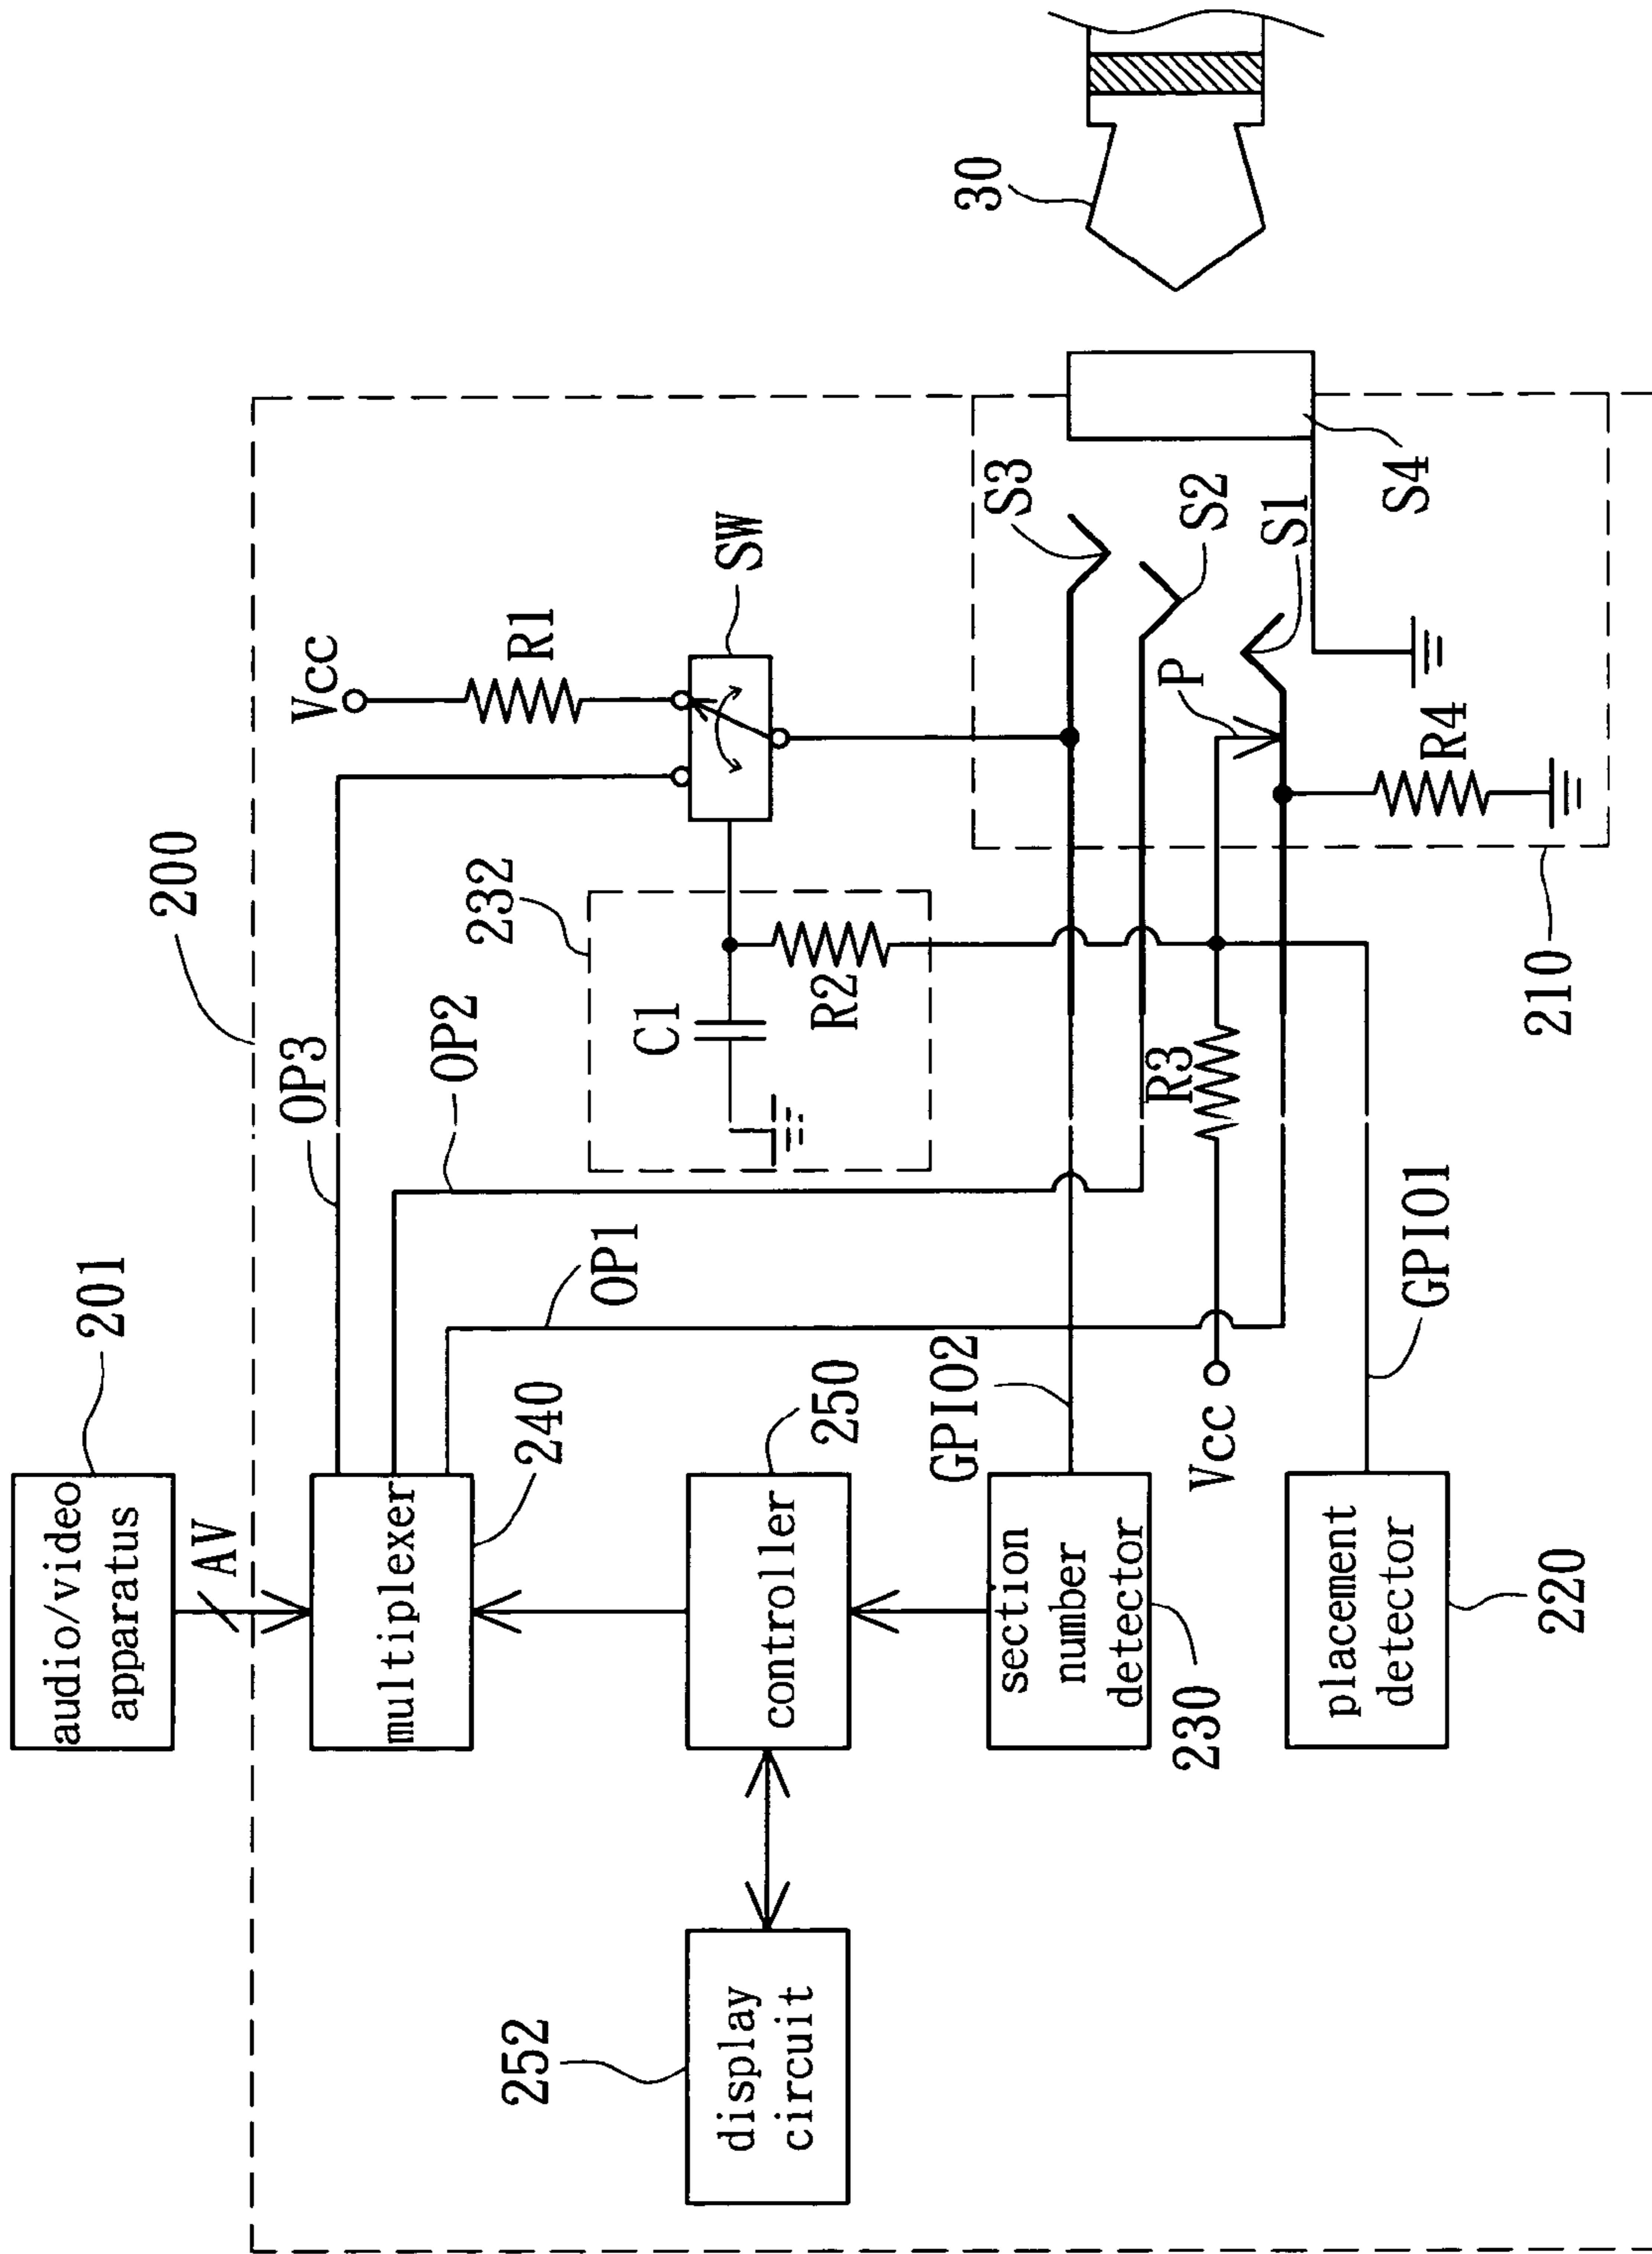 audio/video
apparatus
201
AV
200
multiplexer
240
OP3
OP2
OP1
Vcc
R1
SW
232
C1
R2
252
display
circuit
controller
250
section
number
detector
230
GPIO2
placement
detector
220
GPIO1
Vcc
R3
S3
S2
S1
P
R4
S4
210
30